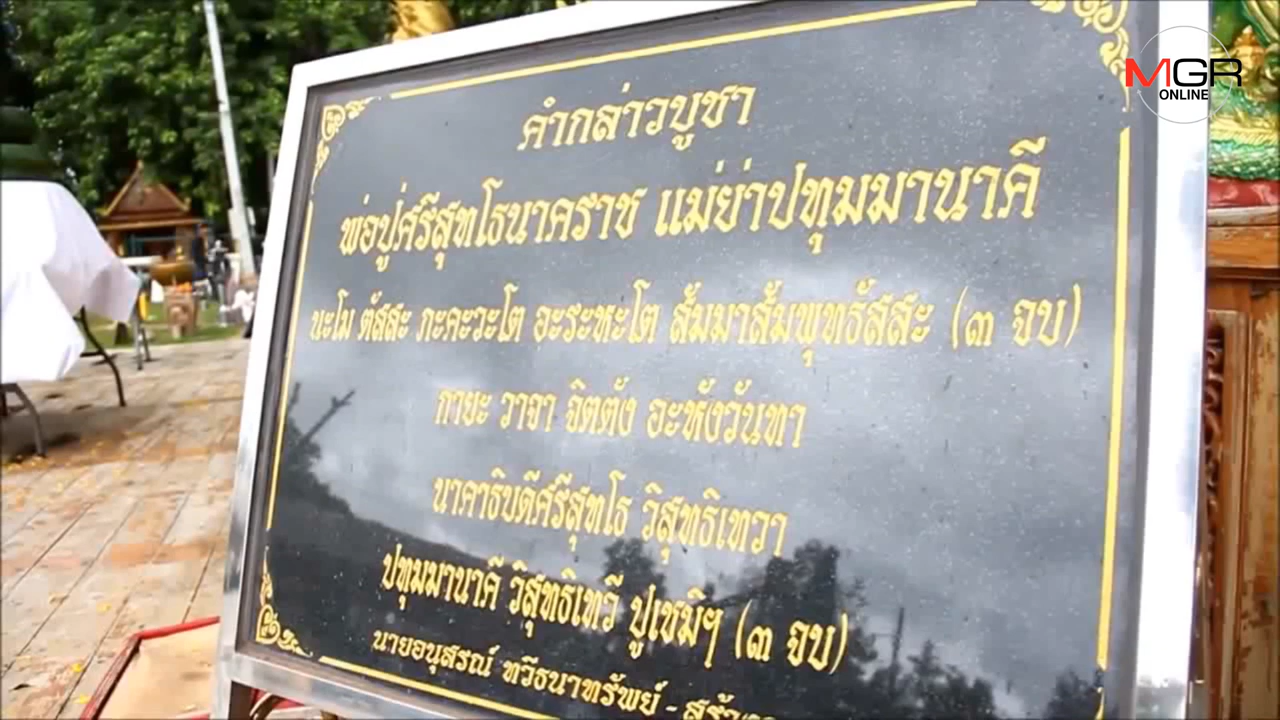 MGR
ONLINE
คำกล่าวบูชา
พ่อปู่ศรีสุทโธนาคราช แม่ย่าปทุมมานาคี
นะโม ตัสสะ ภะคะวะโต อะระหะโต สัมมาสัมพุทธัสสะ (๓ จบ)
กายะ วาจา จิตตัง อะหังวันทา
นาคาธิบดีศรีสุทโธ วิสุทธิเทวา
ปทุมมานาคี วิสุทธิเทวี ปูเชมิฯ (๓ จบ)
นายอนุสรณ์ ทวีธนาทรัพย์ -